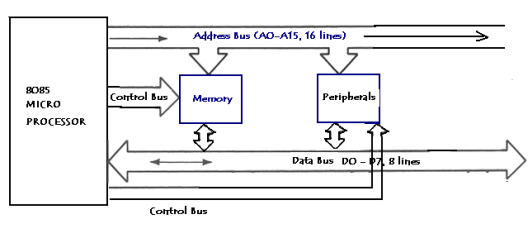 Address Bus (AO-A15, 16 lines)
8085
MICRO
PROCESSOR
Control Bus
Memory
Peripherals
Data Bus DO - D7, 8 lines
Control Bus